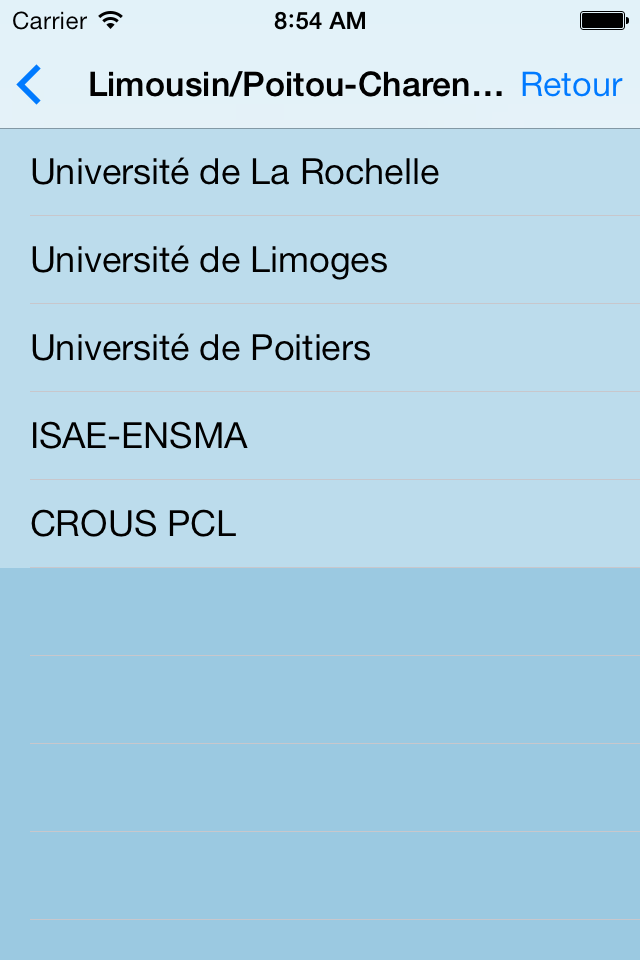 Carrier 8:54 AM
Limousin/Poitou-Charen... Retour
Université de La Rochelle
Université de Limoges
Université de Poitiers
ISAE-ENSMA
CROUS PCL